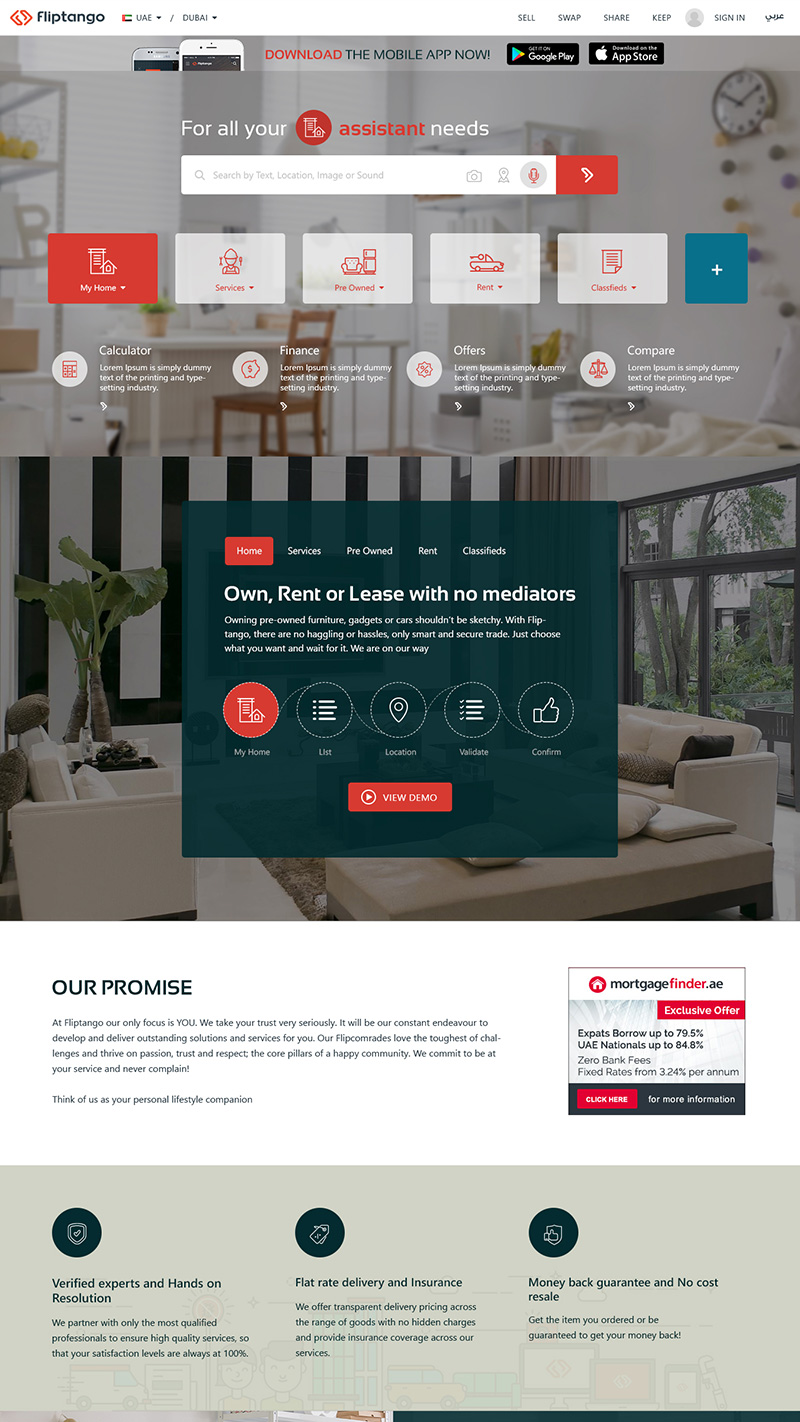 fliptango UAE / DUBAI SELL SWAP SHARE KEEP SIGN IN عربي
fliptango
DOWNLOAD THE MOBILE APP NOW!
GET IT ON
Google Play
Download on the
App Store
For all your assistant needs
Search by Text, Location, Image or Sound
My Home
Services
Pre Owned
Rent
Classfieds
+
Calculator
Lorem Ipsum is simply dummy
text of the printing and type-
setting industry.
Finance
Lorem Ipsum is simply dummy
text of the printing and type-
setting industry.
Offers
Lorem Ipsum is simply dummy
text of the printing and type-
setting industry.
Compare
Lorem Ipsum is simply dummy
text of the printing and type-
setting industry.
Home Services Pre Owned Rent Classifieds
Own, Rent or Lease with no mediators
Owning pre-owned furniture, gadgets or cars shouldn't be sketchy. With Flip-
tango, there are no haggling or hassles, only smart and secure trade. Just choose
what you want and wait for it. We are on our way
My Home LIst Location Validate Confirm
VIEW DEMO
OUR PROMISE
At Fliptango our only focus is YOU. We take your trust very seriously. It will be our constant endeavour to
develop and deliver outstanding solutions and services for you. Our Flipcomrades love the toughest of chal-
lenges and thrive on passion, trust and respect; the core pillars of a happy community. We commit to be at
your service and never complain!
Think of us as your personal lifestyle companion
mortgagefinder.ae
Exclusive Offer
Expats Borrow up to 79.5%
UAE Nationals up to 84.8%
Zero Bank Fees
Fixed Rates from 3.24% per annum
CLICK HERE for more information
Verified experts and Hands on
Resolution
We partner with only the most qualified
professionals to ensure high quality services, so
that your satisfaction levels are always at 100%.
Flat rate delivery and Insurance
We offer transparent delivery pricing across
the range of goods with no hidden charges
and provide insurance coverage across our
services.
Money back guarantee and No cost
resale
Get the item you ordered or be
guaranteed to get your money back!